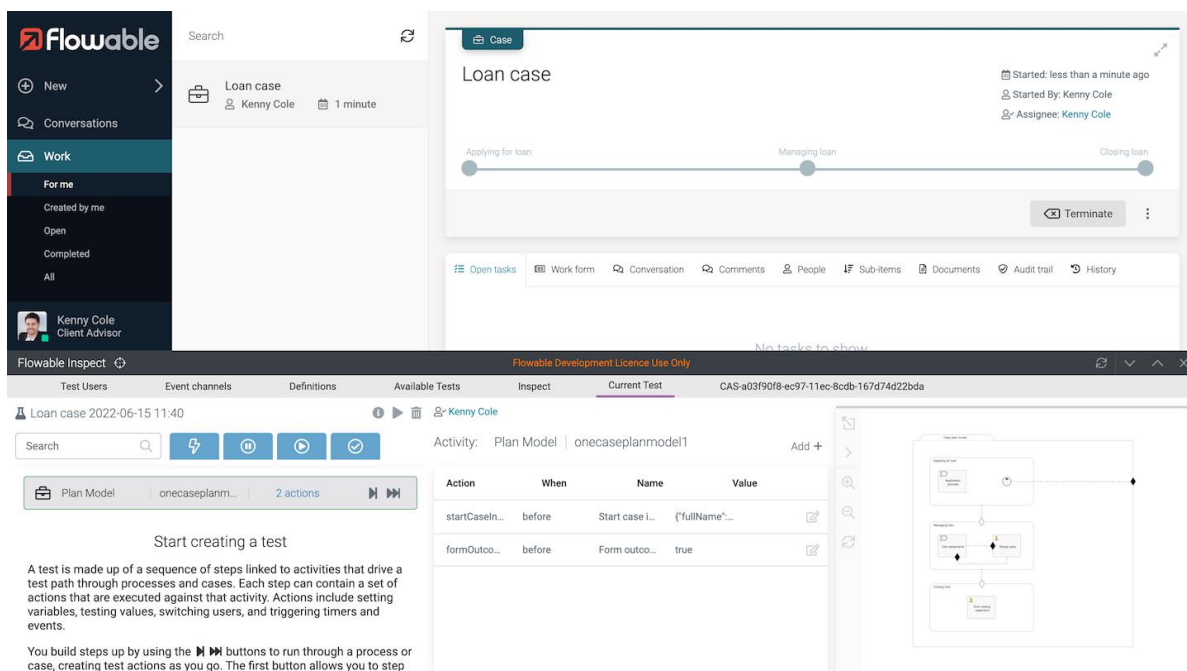 Flowable
New
Conversations
Work
For me
Created by me
Open
Completed
All
Kenny Cole
Client Advisor
Search
Loan case
Kenny Cole 1 minute
Case
Loan case
Started: less than a minute ago
Started By: Kenny Cole
Assignee: Kenny Cole
Applying for loan Managing loan Closing loan
Terminate
Open tasks Work form Conversation Comments People Sub-items Documents Audit trail History
No tasks to show
Flowable Inspect Flowable Development Licence Use Only
Test Users Event channels Definitions Available Tests Inspect Current Test CAS-a03f90f8-ec97-11ec-8cdb-167d74d22bda
Loan case 2022-06-15 11:40
Search
Plan Model onecaseplanm... 2 actions
Start creating a test
A test is made up of a sequence of steps linked to activities that drive a
test path through processes and cases. Each step can contain a set of
actions that are executed against that activity. Actions include setting
variables, testing values, switching users, and triggering timers and
events.
You build steps up by using the buttons to run through a process or
case, creating test actions as you go. The first button allows you to step
Kenny Cole
Activity: Plan Model onecaseplanmodel1 Add +
Action When Name Value
startCaseIn... before Start case i... {"fullName":...
formOutco... before Form outco... true
Case plan model
Applying for loan
Managing loan
Closing loan